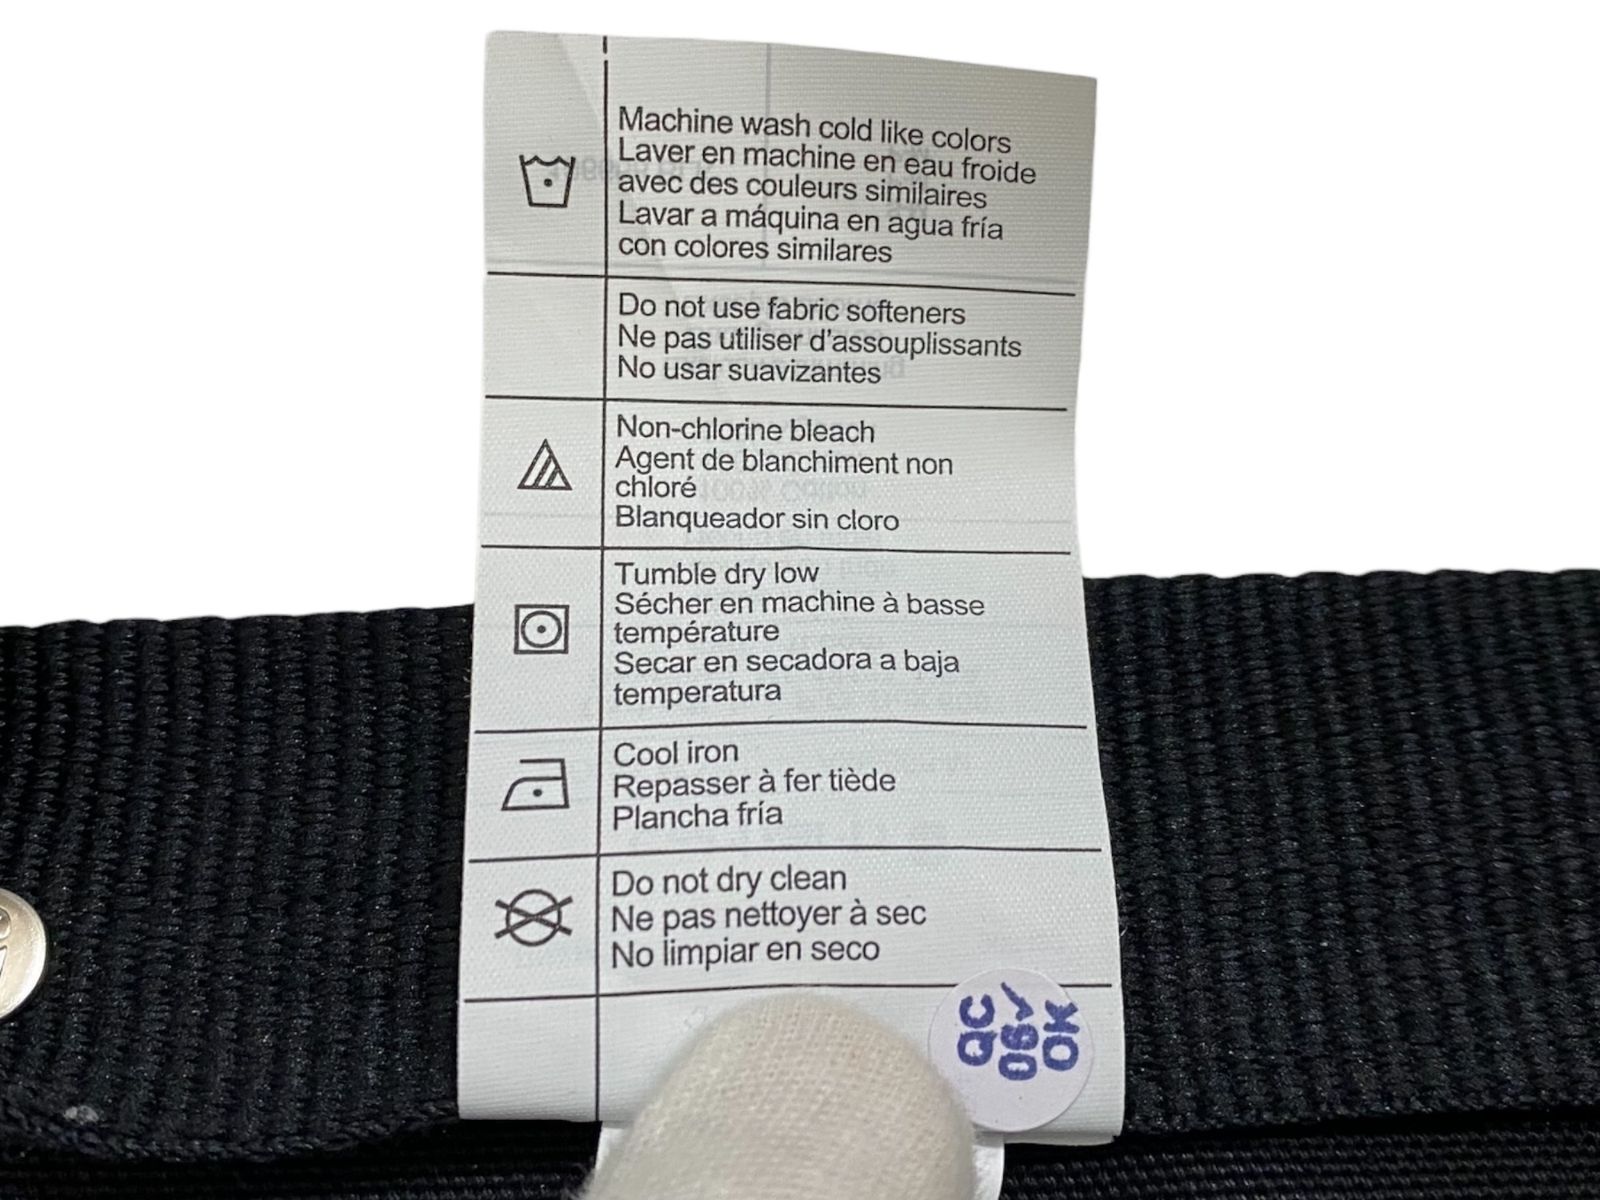 Machine wash cold like colors
Laver en machine en eau froide
avec des couleurs similaires
Lavar a máquina en agua fría
con colores similares
Do not use fabric softeners
Ne pas utiliser d'assouplissants
No usar suavizantes
Non-chlorine bleach
Agent de blanchiment non
chloré
Blanqueador sin cloro
Tumble dry low
Sécher en machine à basse
température
Secar en secadora a baja
temperatura
Cool iron
Repasser à fer tiède
Plancha fría
Do not dry clean
Ne pas nettoyer à sec
No limpiar en seco
QC
06✓
OK